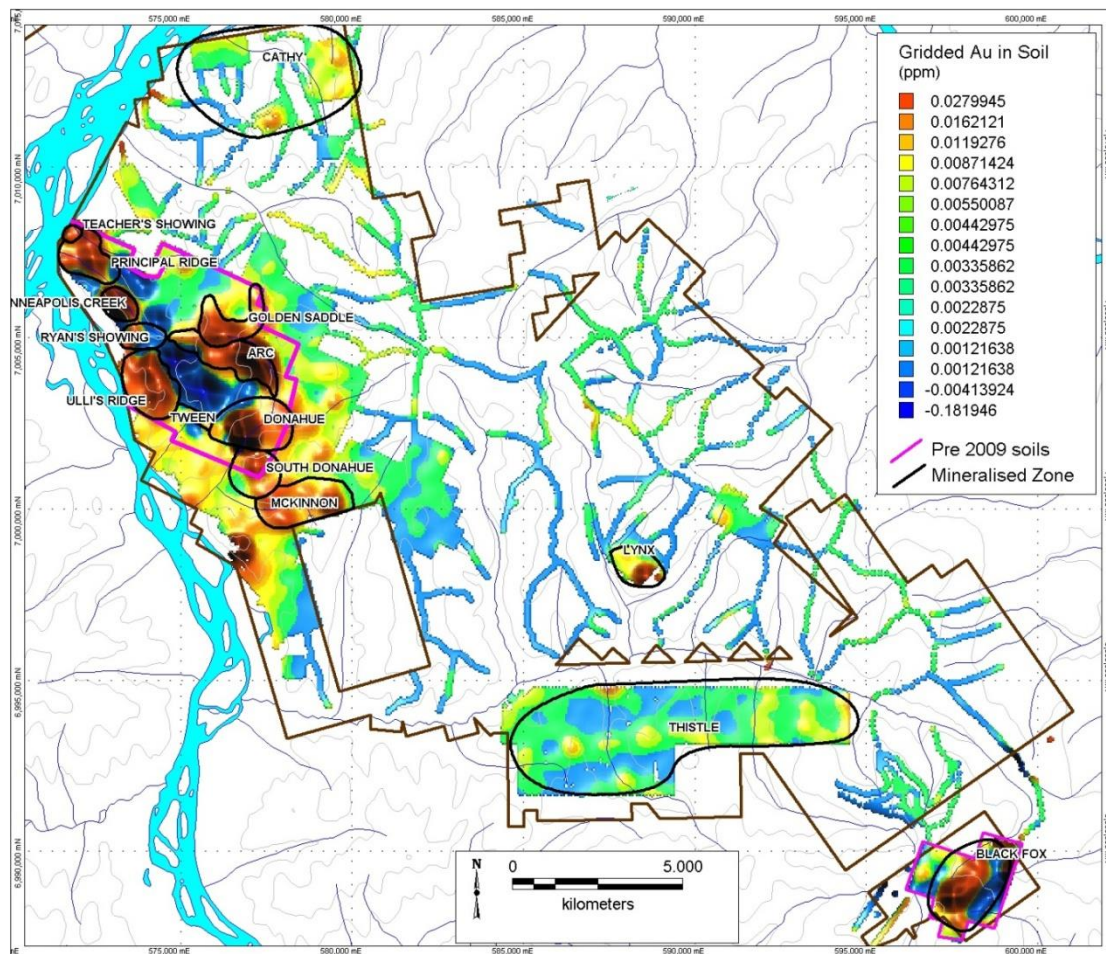 575,000 mE 580,000 mE 585,000 mE 590,000 mE 595,000 mE 600,000 mE
CATHY
Gridded Au in Soil
(ppm)
0.0279945
0.0162121
0.0119276
0.00871424
0.00764312
0.00550087
0.00442975
0.00442975
0.00335862
0.00335862
0.0022875
0.0022875
0.00121638
0.00121638
-0.00413924
-0.181946
Pre 2009 soils
Mineralised Zone
7,010,000 mN
TEACHER'S SHOWING
PRINCIPAL RIDGE
NNEAPOLIS CREEK
GOLDEN SADDLE
RYAN'S SHOWING
7,005,000 mN
ARC
ULLI'S RIDGE
TWEEN
DONAHUE
SOUTH DONAHUE
MCKINNON
7,000,000 mN
LYNX
6,995,000 mN
THISTLE
BLACK FOX
6,990,000 mN
N
0 5.000
kilometers
575,000 mE 580,000 mE 585,000 mE 590,000 mE 595,000 mE 600,000 mE